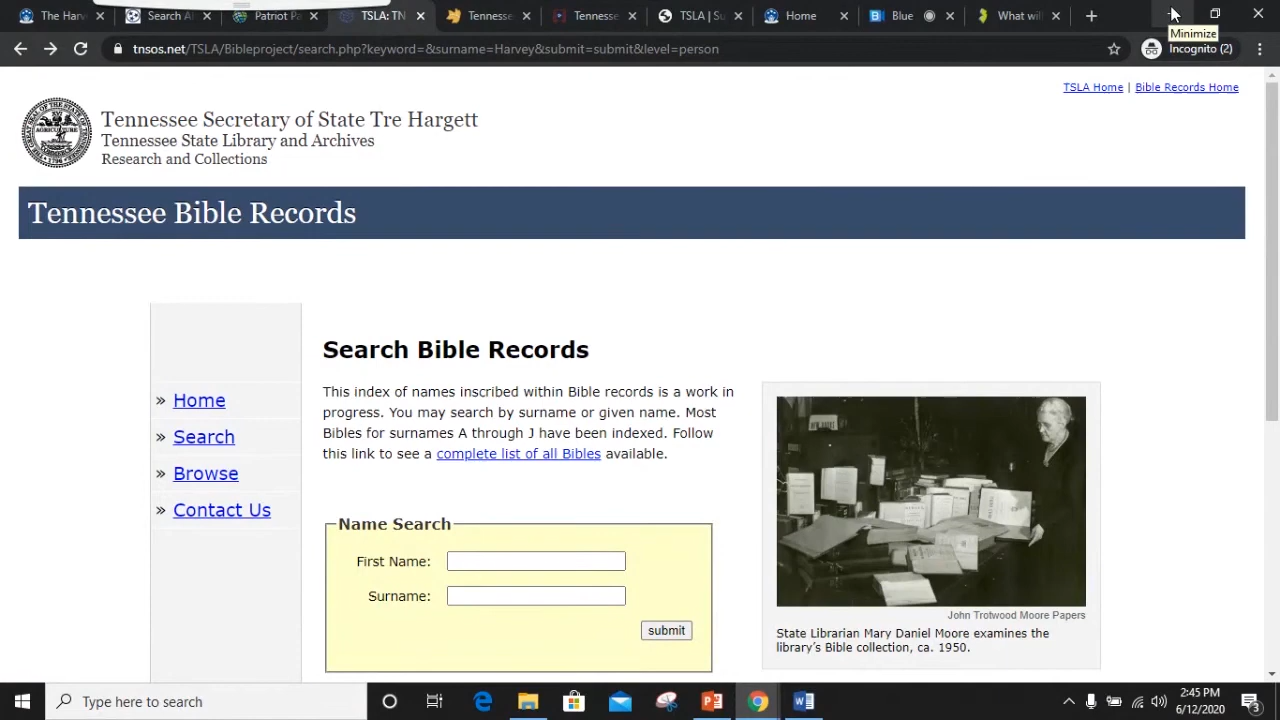 The Harv
Search A
Patriot Pa
TSLA: TN
Tennesse
Tennesse
TSLA | Su
Home
Blue
What will
Minimize
tnsos.net/TSLA/Bibleproject/search.php?keyword=&surname=Harvey&submit=submit&level=person
Incognito (2)
TSLA Home | Bible Records Home
Tennessee Secretary of State Tre Hargett
Tennessee State Library and Archives
Research and Collections
Tennessee Bible Records
» Home
» Search
» Browse
» Contact Us
Search Bible Records
This index of names inscribed within Bible records is a work in
progress. You may search by surname or given name. Most
Bibles for surnames A through J have been indexed. Follow
this link to see a complete list of all Bibles available.
Name Search
First Name:
Surname:
submit
John Trotwood Moore Papers
State Librarian Mary Daniel Moore examines the
library's Bible collection, ca. 1950.
Type here to search
2:45 PM
6/12/2020
3